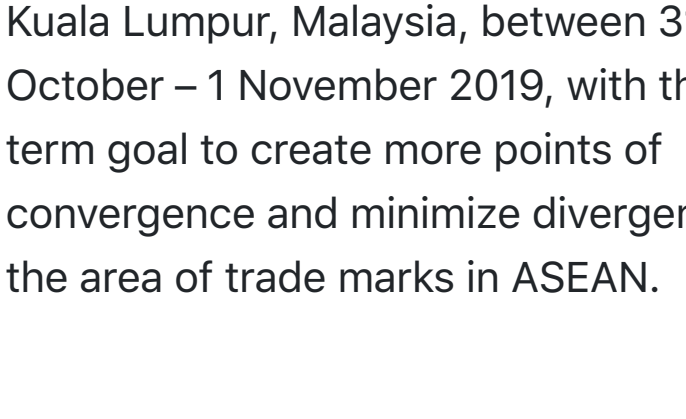 Kuala Lumpur, Malaysia, between
October – 1 November 2019, with
term goal to create more points of
convergence and minimize
the area of trade marks in ASEAN.